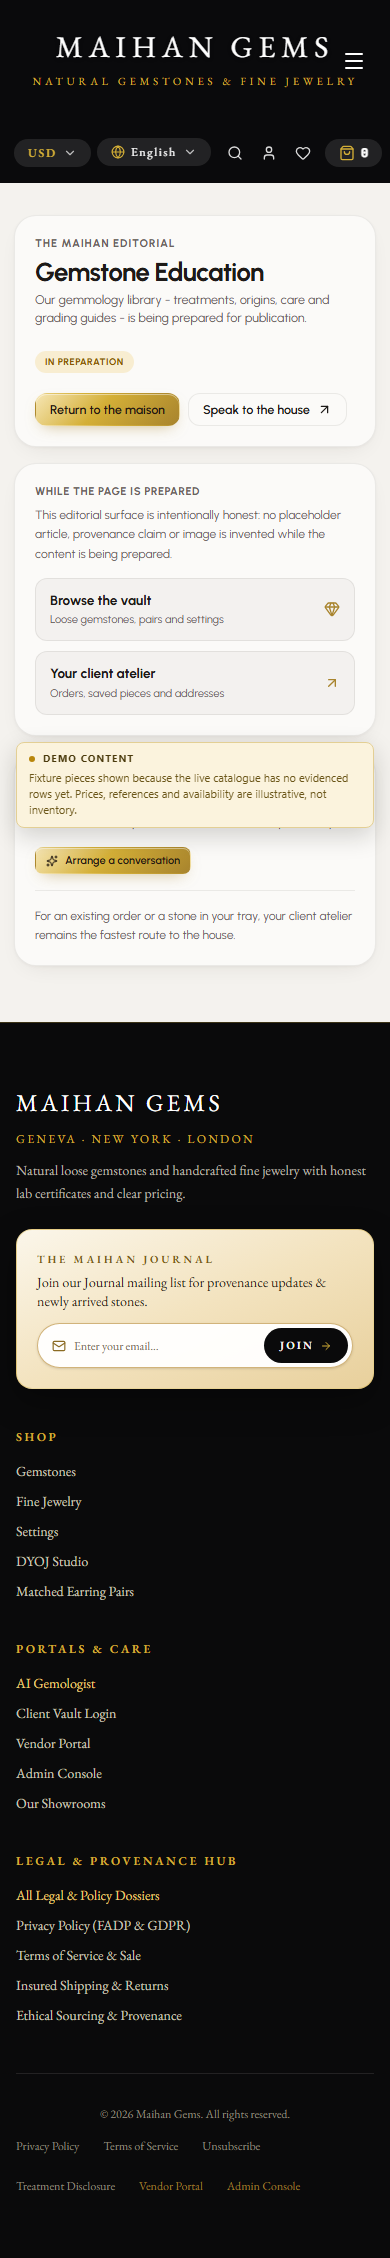 MAIHAN GEMS
NATURAL GEMSTONES & FINE JEWELRY
USD
English
0
THE MAIHAN EDITORIAL
Gemstone Education
Our gemmology library - treatments, origins, care and
grading guides - is being prepared for publication.
IN PREPARATION
Return to the maison
Speak to the house
WHILE THE PAGE IS PREPARED
This editorial surface is intentionally honest: no placeholder
article, provenance claim or image is invented while the
content is being prepared.
Browse the vault
Loose gemstones, pairs and settings
Your client atelier
Orders, saved pieces and addresses
DEMO CONTENT
Fixture pieces shown because the live catalogue has no evidenced
rows yet. Prices, references and availability are illustrative, not
inventory.
Arrange a conversation
For an existing order or a stone in your tray, your client atelier
remains the fastest route to the house.
MAIHAN GEMS
GENEVA · NEW YORK · LONDON
Natural loose gemstones and handcrafted fine jewelry with honest
lab certificates and clear pricing.
THE MAIHAN JOURNAL
Join our Journal mailing list for provenance updates &
newly arrived stones.
Enter your email...
JOIN
SHOP
Gemstones
Fine Jewelry
Settings
DYOJ Studio
Matched Earring Pairs
PORTALS & CARE
AI Gemologist
Client Vault Login
Vendor Portal
Admin Console
Our Showrooms
LEGAL & PROVENANCE HUB
All Legal & Policy Dossiers
Privacy Policy (FADP & GDPR)
Terms of Service & Sale
Insured Shipping & Returns
Ethical Sourcing & Provenance
© 2026 Maihan Gems. All rights reserved.
Privacy Policy Terms of Service Unsubscribe
Treatment Disclosure Vendor Portal Admin Console